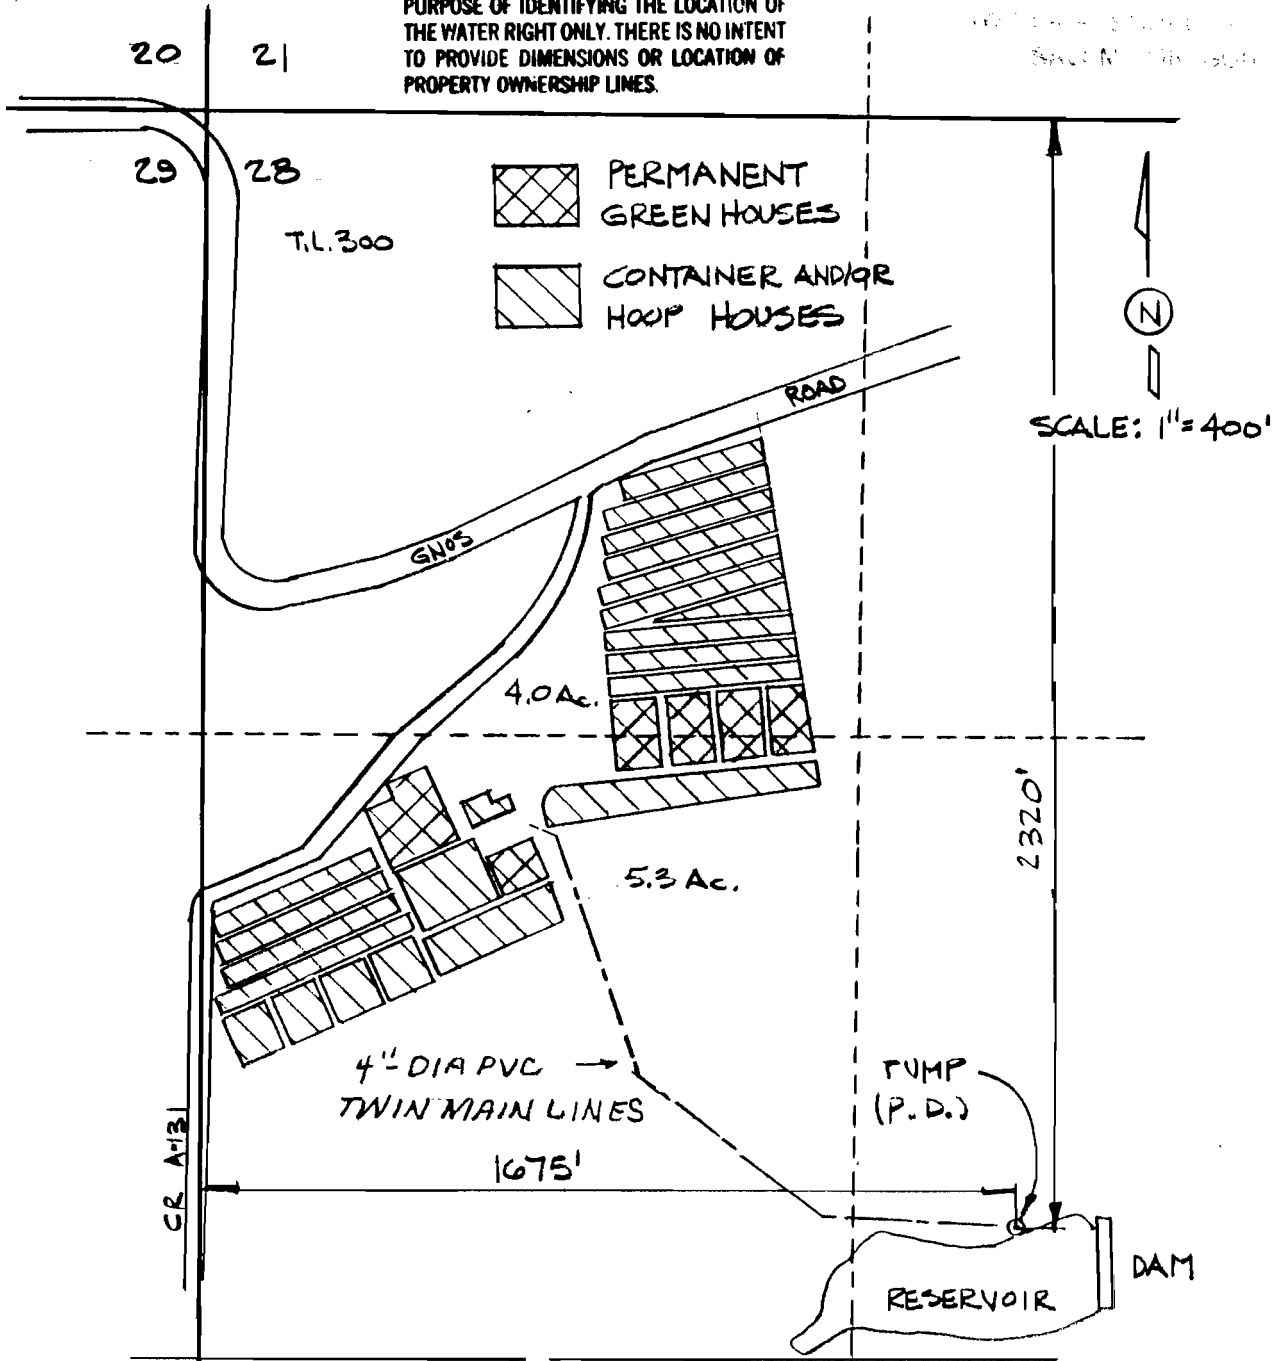 PURPOSE OF IDENTIFYING THE LOCATION OF
THE WATER RIGHT ONLY. THERE IS NO INTENT
TO PROVIDE DIMENSIONS OR LOCATION OF
PROPERTY OWNERSHIP LINES.
20
21
29
28
T.L.300
PERMANENT
GREEN HOUSES
CONTAINER AND/OR
HOOP HOUSES
N
SCALE: 1"=400'
ROAD
GNOS
4.0 Ac.
2320'
5.3 Ac.
4"-DIA PVC
TWIN MAIN LINES
PUMP
(P.D.)
1675'
CR A-131
DAM
RESERVOIR